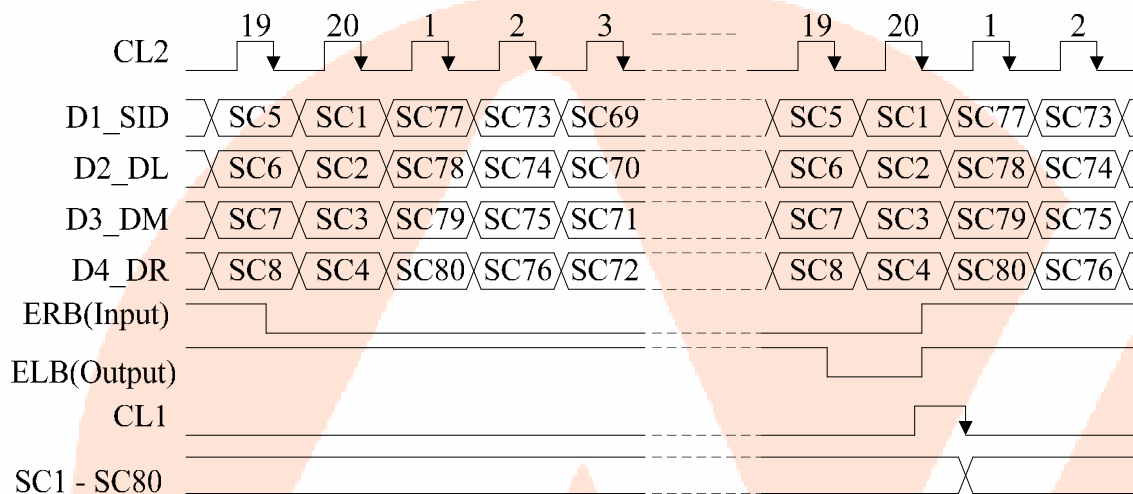 19 20 1 2 3 19 20 1 2
CL2
D1_SID SC5 SC1 SC77 SC73 SC69 SC5 SC1 SC77 SC73
D2_DL SC6 SC2 SC78 SC74 SC70 SC6 SC2 SC78 SC74
D3_DM SC7 SC3 SC79 SC75 SC71 SC7 SC3 SC79 SC75
D4_DR SC8 SC4 SC80 SC76 SC72 SC8 SC4 SC80 SC76
ERB(Input)
ELB(Output)
CL1
SC1 - SC80